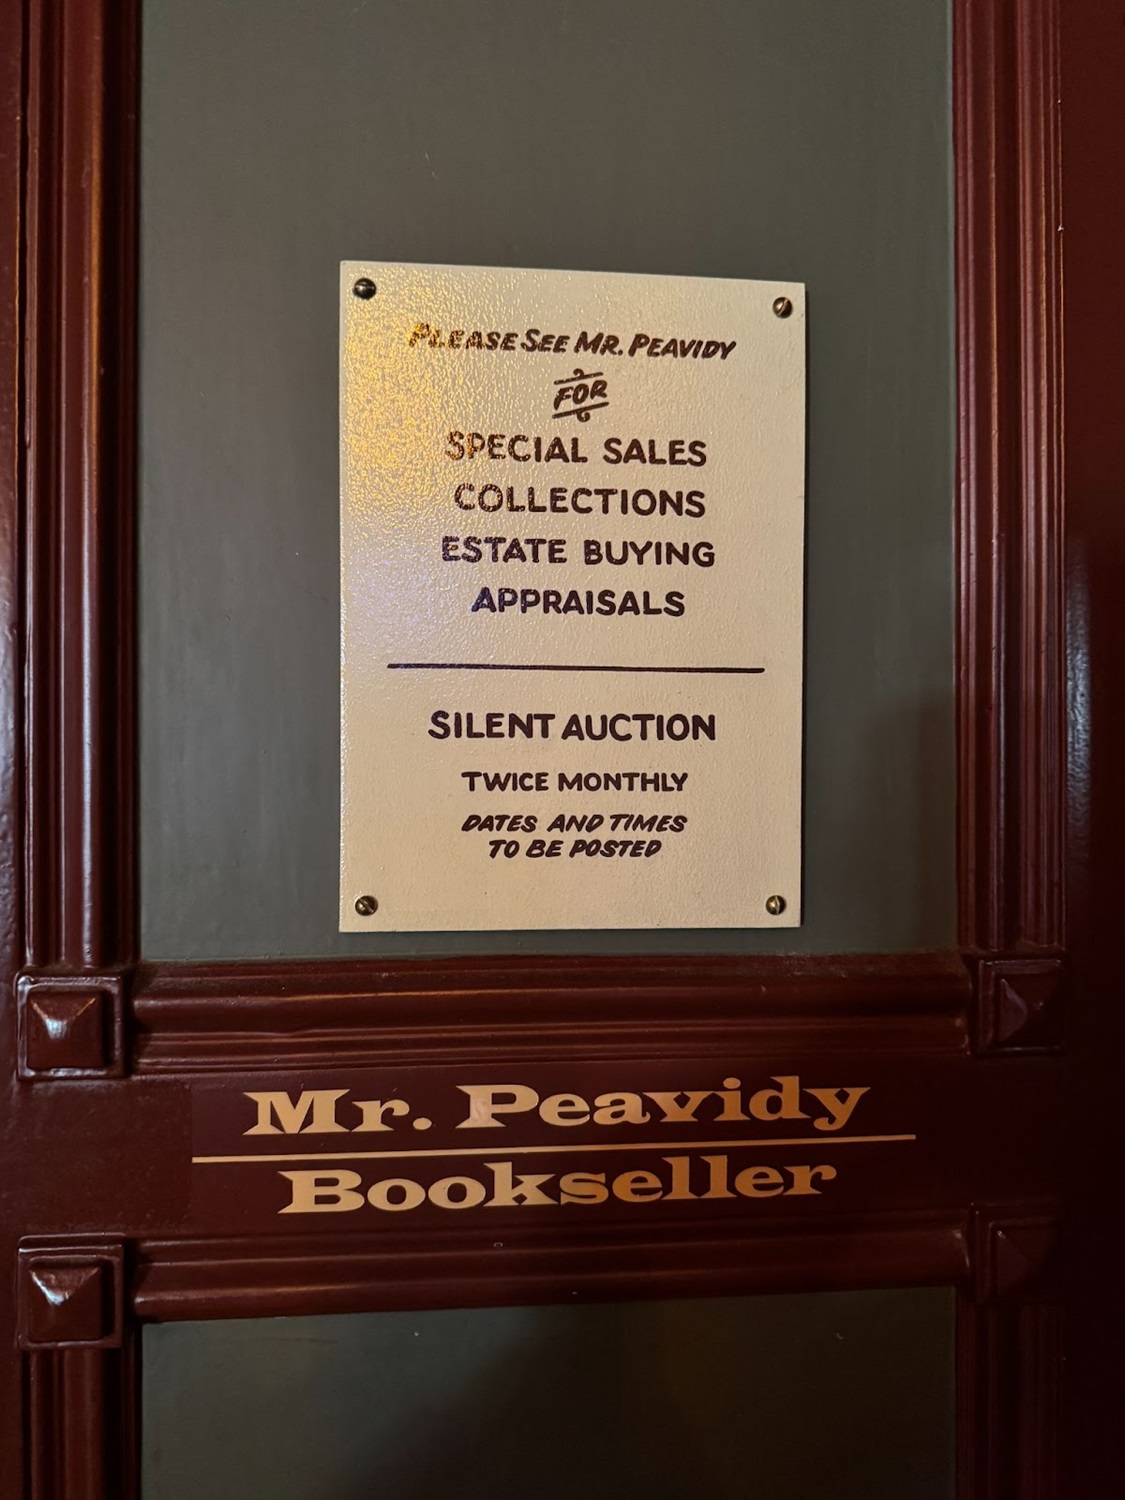 PLEASE SEE MR. PEAVIDY
FOR
SPECIAL SALES
COLLECTIONS
ESTATE BUYING
APPRAISALS
SILENT AUCTION
TWICE MONTHLY
DATES AND TIMES
TO BE POSTED
Mr. Peavidy
Bookseller